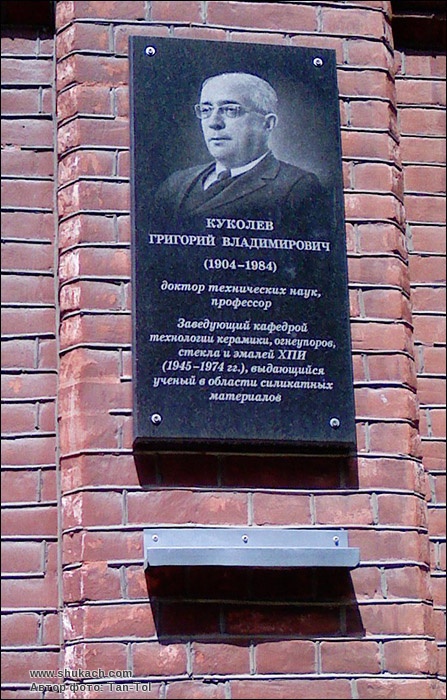 КУКОЛЕВ
ГРИГОРИЙ ВЛАДИМИРОВИЧ
(1904–1984)
доктор технических наук,
профессор
Заведующий кафедрой
технологии керамики, огнеупоров,
стекла и эмалей ХПИ
(1945–1974 гг.), выдающийся
ученый в области силикатных
материалов
www.shukach.com
Автор фото: Tan-Tol